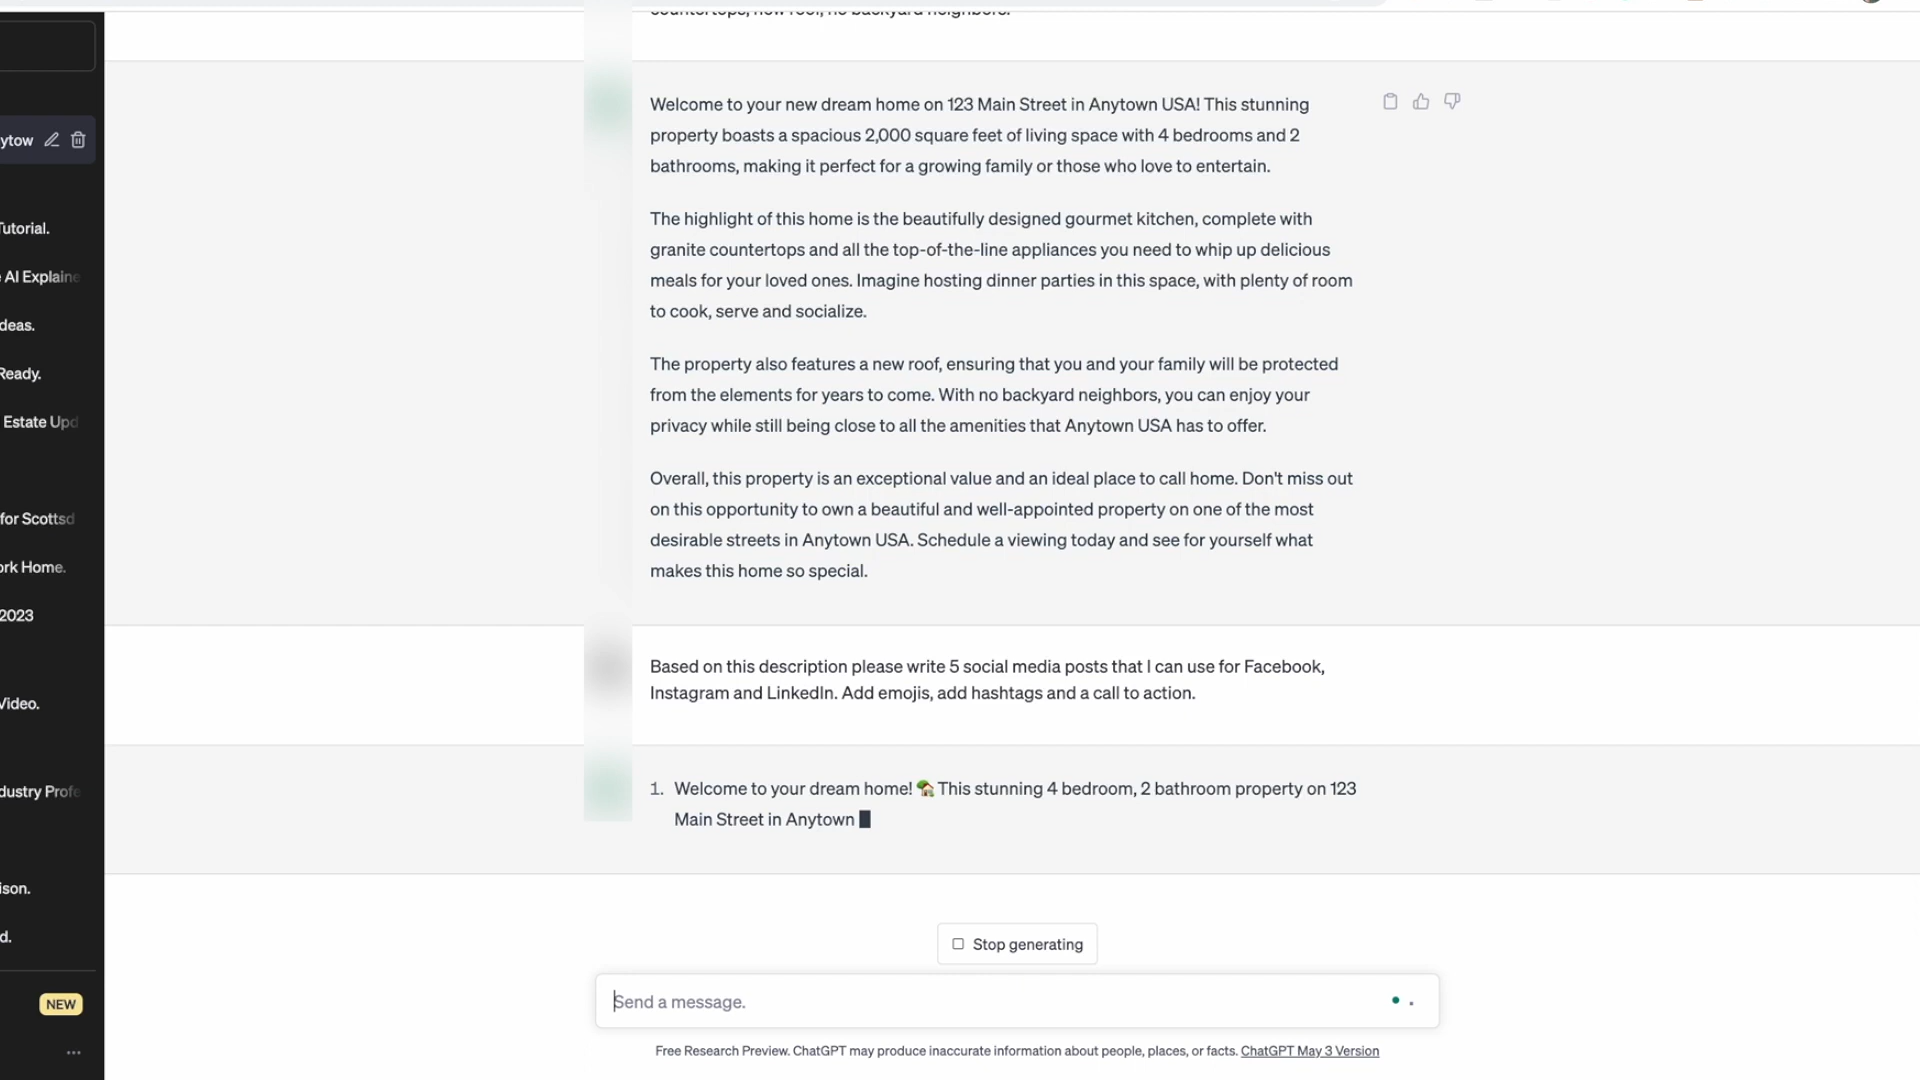 countertops, new roof, no backyard neighbors.
Welcome to your new dream home on 123 Main Street in Anytown USA! This stunning
property boasts a spacious 2,000 square feet of living space with 4 bedrooms and 2
bathrooms, making it perfect for a growing family or those who love to entertain.
The highlight of this home is the beautifully designed gourmet kitchen, complete with
granite countertops and all the top-of-the-line appliances you need to whip up delicious
meals for your loved ones. Imagine hosting dinner parties in this space, with plenty of room
to cook, serve and socialize.
The property also features a new roof, ensuring that you and your family will be protected
from the elements for years to come. With no backyard neighbors, you can enjoy your
privacy while still being close to all the amenities that Anytown USA has to offer.
Overall, this property is an exceptional value and an ideal place to call home. Don't miss out
on this opportunity to own a beautiful and well-appointed property on one of the most
desirable streets in Anytown USA. Schedule a viewing today and see for yourself what
makes this home so special.
Based on this description please write 5 social media posts that I can use for Facebook,
Instagram and LinkedIn. Add emojis, add hashtags and a call to action.
1. Welcome to your dream home! 🏡 This stunning 4 bedroom, 2 bathroom property on 123
Main Street in Anytown
Stop generating
Send a message.
Free Research Preview. ChatGPT may produce inaccurate information about people, places, or facts. ChatGPT May 3 Version
ytow
Tutorial.
AI Explaine
deas.
Ready.
Estate Upd
for Scottsd
ork Home.
2023
Video.
dustry Profe
ison.
d.
NEW